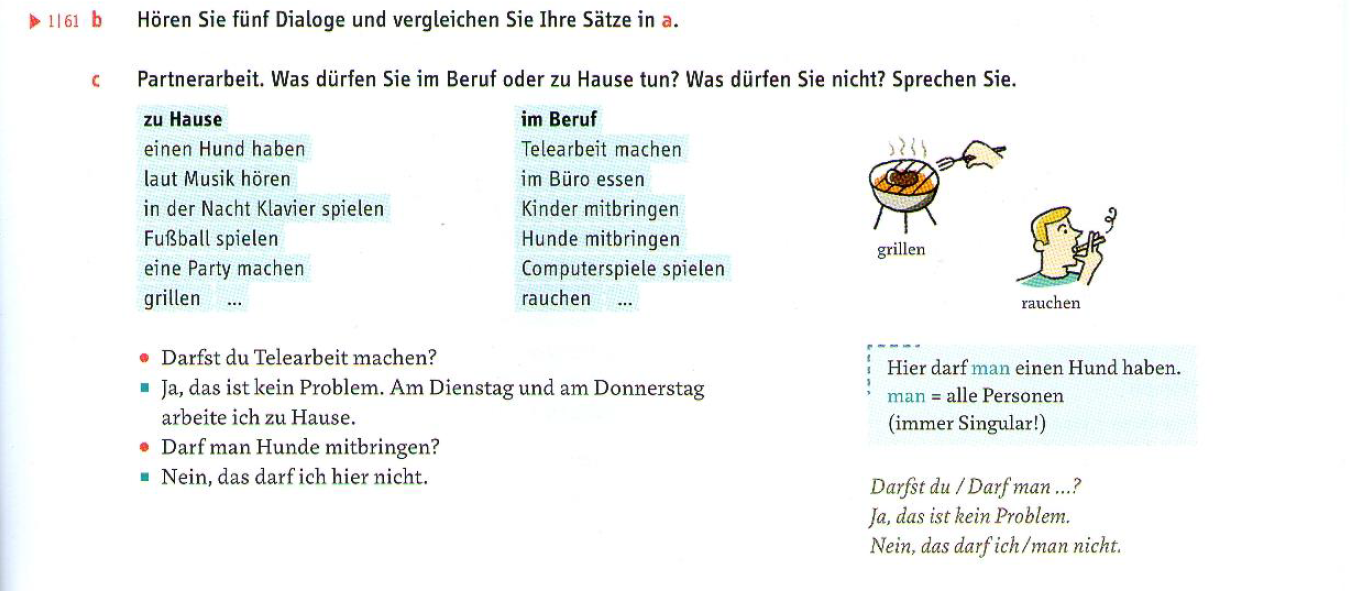 ▶ 1|61 b Hören Sie fünf Dialoge und vergleichen Sie Ihre Sätze in a.
c Partnerarbeit. Was dürfen Sie im Beruf oder zu Hause tun? Was dürfen Sie nicht? Sprechen Sie.
zu Hause
einen Hund haben
laut Musik hören
in der Nacht Klavier spielen
Fußball spielen
eine Party machen
grillen ...
im Beruf
Telearbeit machen
im Büro essen
Kinder mitbringen
Hunde mitbringen
Computerspiele spielen
rauchen ...
grillen
rauchen
• Darfst du Telearbeit machen?
▪ Ja, das ist kein Problem. Am Dienstag und am Donnerstag
arbeite ich zu Hause.
• Darf man Hunde mitbringen?
▪ Nein, das darf ich hier nicht.
Hier darf man einen Hund haben.
man = alle Personen
(immer Singular!)
Darfst du / Darf man ...?
Ja, das ist kein Problem.
Nein, das darf ich/man nicht.